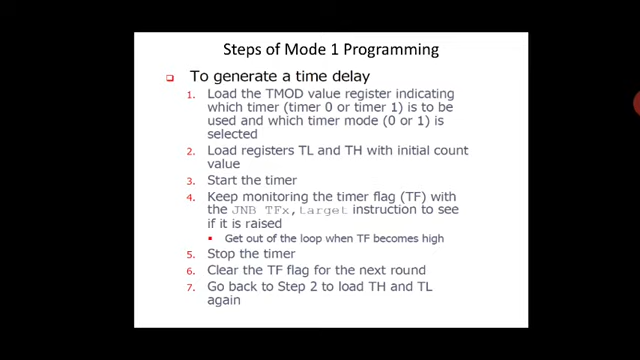 Steps of Mode 1 Programming
To generate a time delay
1. Load the TMOD value register indicating
which timer (timer 0 or timer 1) is to be
used and which timer mode (0 or 1) is
selected
2. Load registers TL and TH with initial count
value
3. Start the timer
4. Keep monitoring the timer flag (TF) with
the JNB TFx,target instruction to see
if it is raised
Get out of the loop when TF becomes high
5. Stop the timer
6. Clear the TF flag for the next round
7. Go back to Step 2 to load TH and TL
again